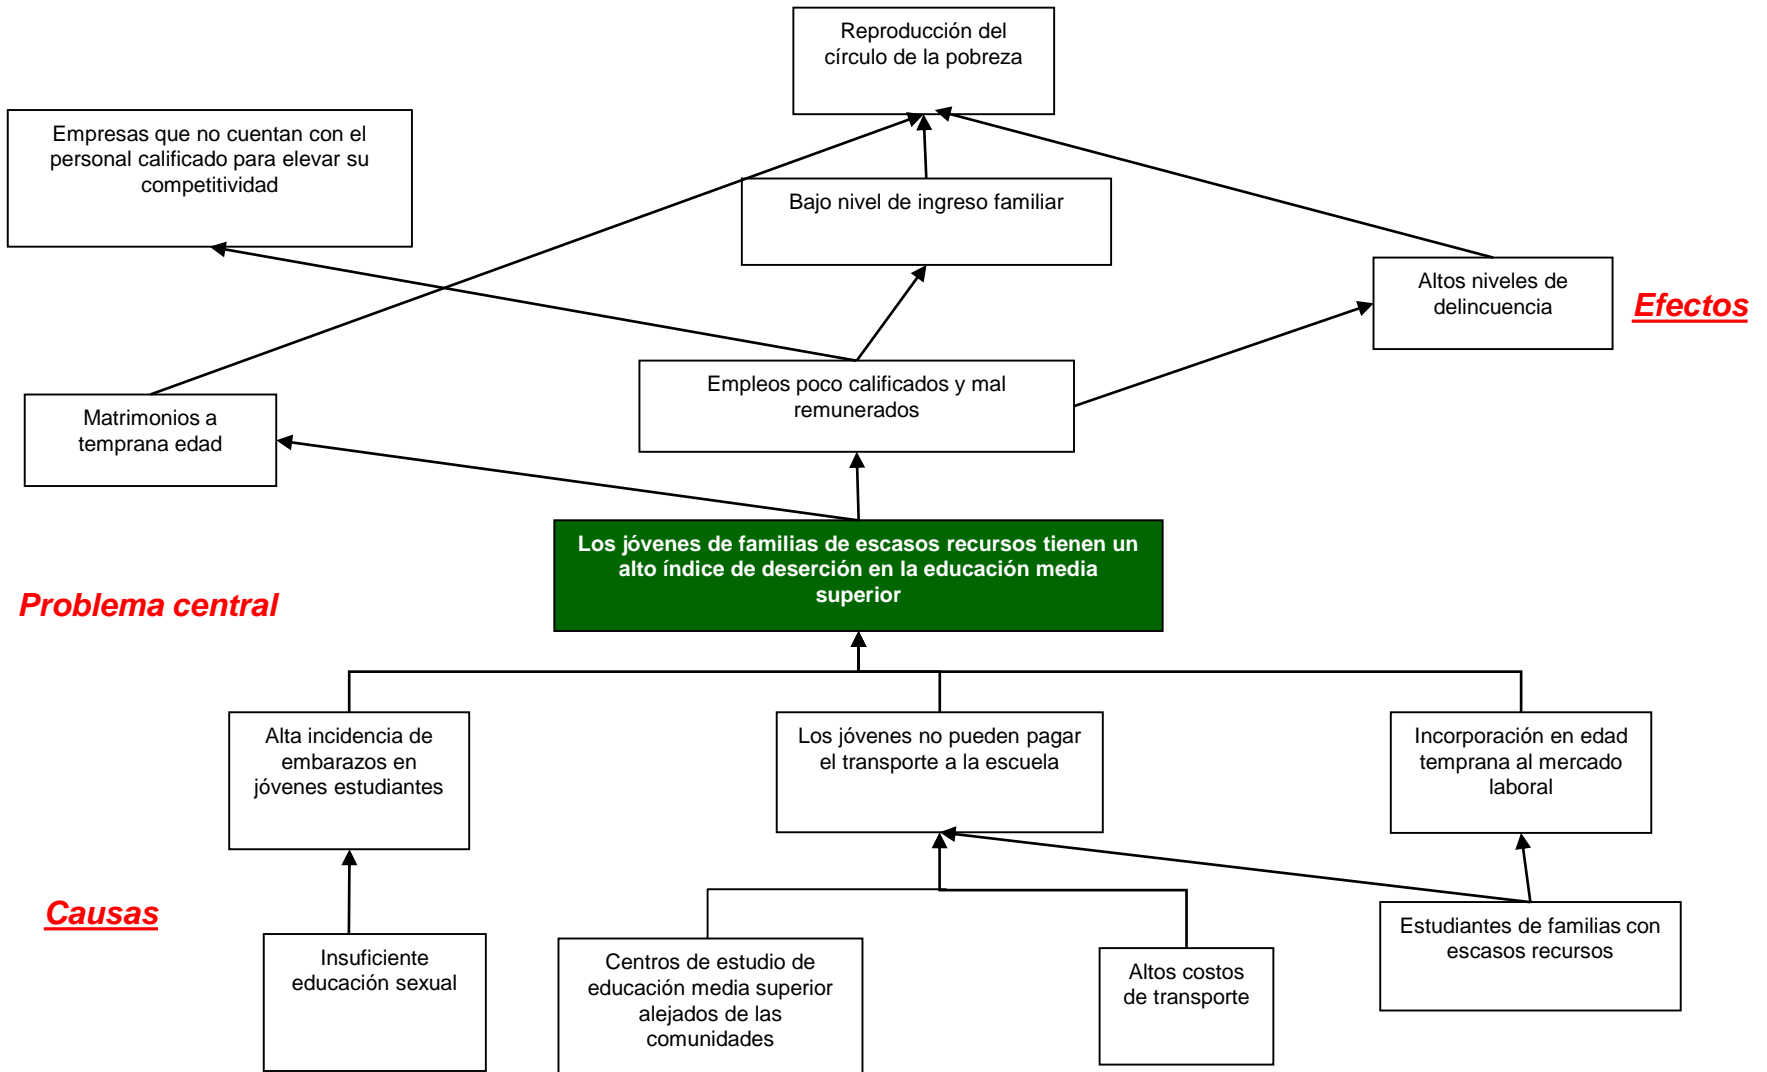 Reproducción del
círculo de la pobreza
Empresas que no cuentan con el
personal calificado para elevar su
competitividad
Bajo nivel de ingreso familiar
Altos niveles de
delincuencia
Efectos
Matrimonios a
temprana edad
Empleos poco calificados y mal
remunerados
Los jóvenes de familias de escasos recursos tienen un
alto índice de deserción en la educación media
superior
Problema central
Alta incidencia de
embarazos en
jóvenes estudiantes
Los jóvenes no pueden pagar
el transporte a la escuela
Incorporación en edad
temprana al mercado
laboral
Causas
Insuficiente
educación sexual
Centros de estudio de
educación media superior
alejados de las
comunidades
Altos costos
de transporte
Estudiantes de familias con
escasos recursos